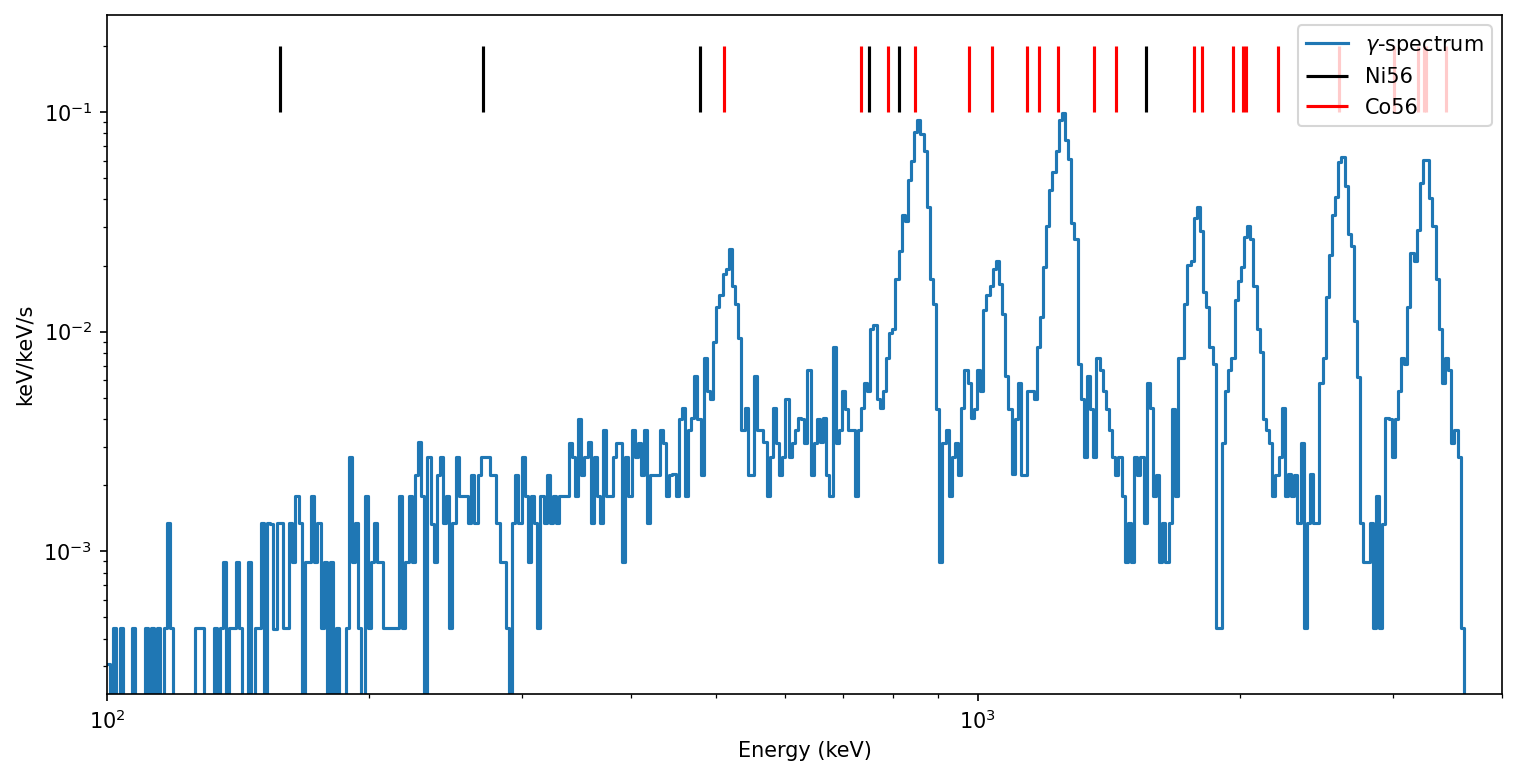 γ-spectrum
Ni56
Co56
10⁻¹
10⁻²
10⁻³
keV/keV/s
10²
10³
Energy (keV)